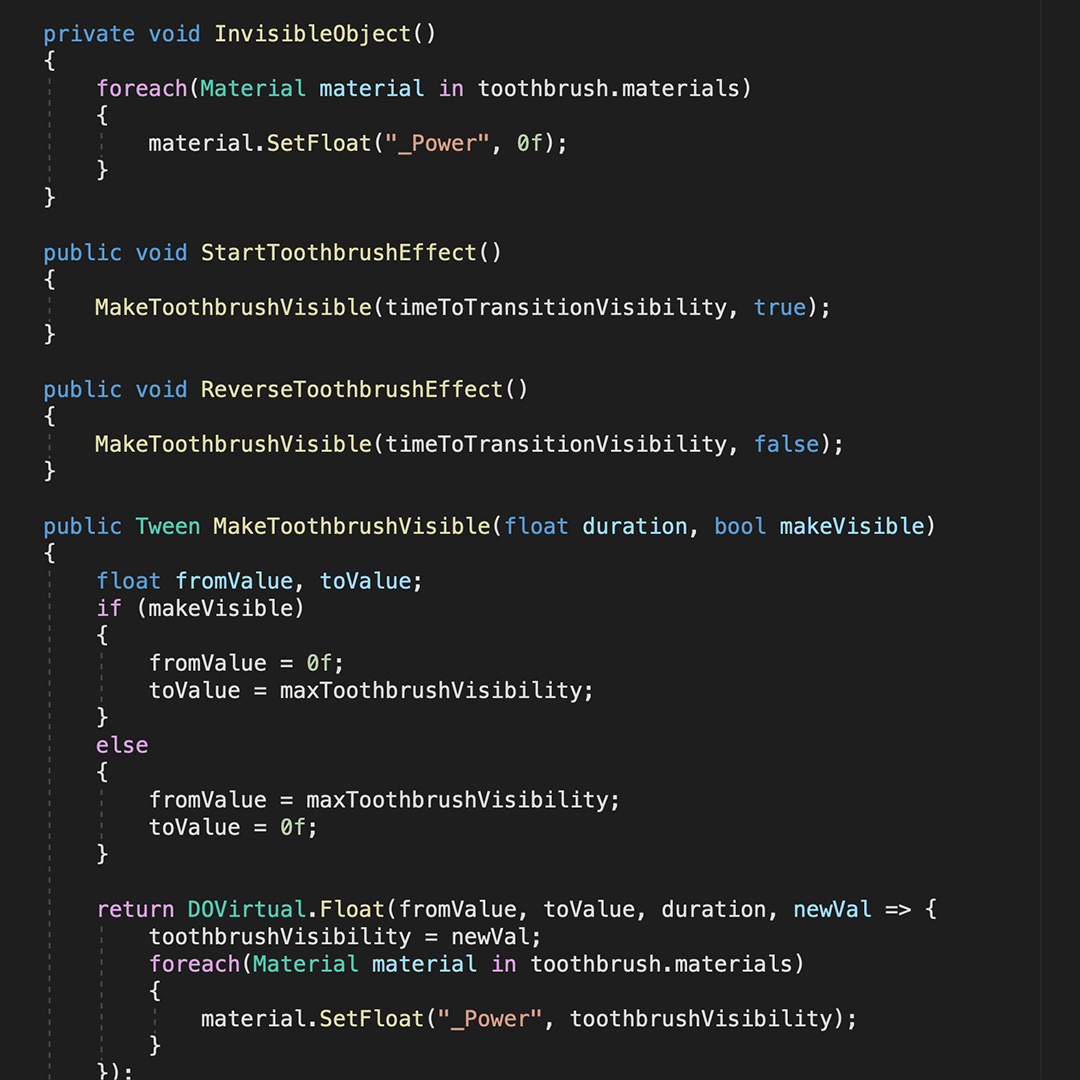 private void InvisibleObject()
{
    foreach(Material material in toothbrush.materials)
    {
        material.SetFloat("_Power", 0f);
    }
}

public void StartToothbrushEffect()
{
    MakeToothbrushVisible(timeToTransitionVisibility, true);
}

public void ReverseToothbrushEffect()
{
    MakeToothbrushVisible(timeToTransitionVisibility, false);
}

public Tween MakeToothbrushVisible(float duration, bool makeVisible)
{
    float fromValue, toValue;
    if (makeVisible)
    {
        fromValue = 0f;
        toValue = maxToothbrushVisibility;
    }
    else
    {
        fromValue = maxToothbrushVisibility;
        toValue = 0f;
    }

    return DOVirtual.Float(fromValue, toValue, duration, newVal => {
        toothbrushVisibility = newVal;
        foreach(Material material in toothbrush.materials)
        {
            material.SetFloat("_Power", toothbrushVisibility);
        }
    });